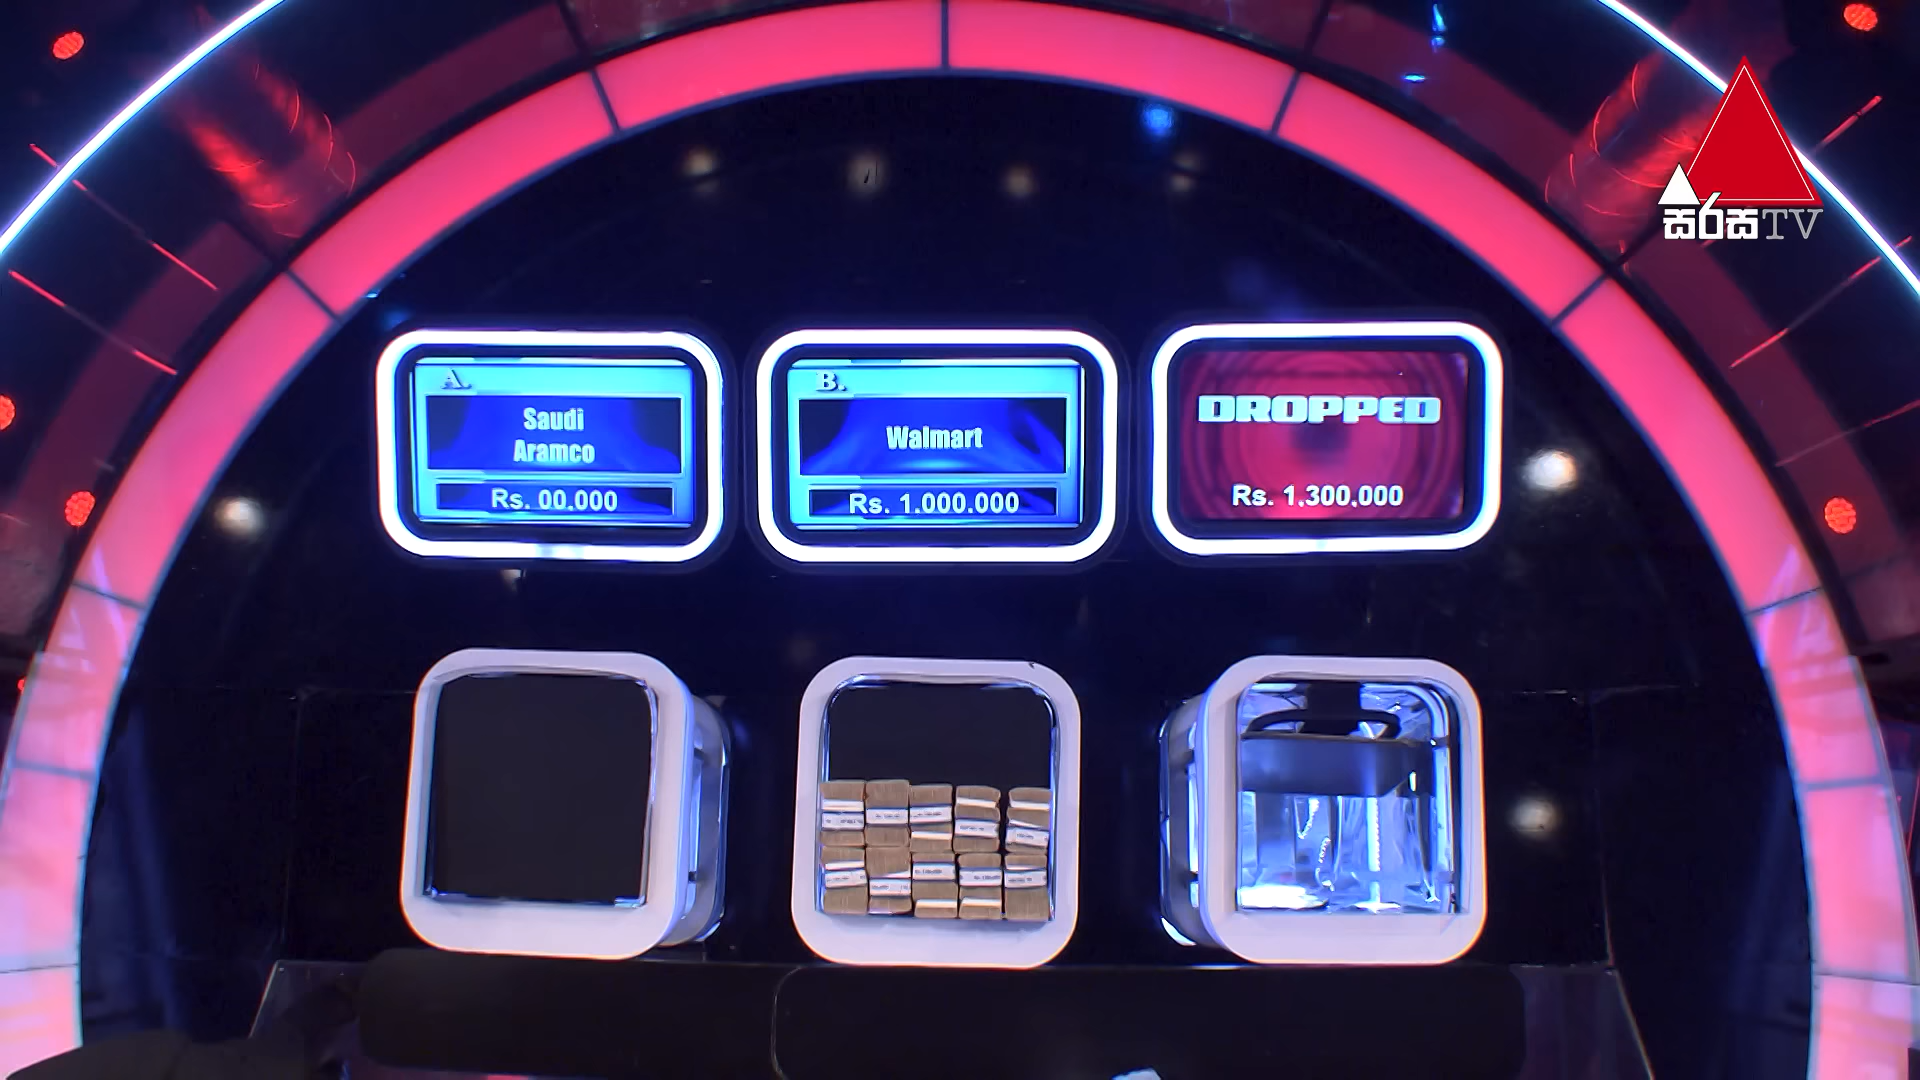 සිරස TV
A.
Saudi
Aramco
Rs. 00,000
B.
Walmart
Rs. 1,000,000
DROPPED
Rs. 1,300,000